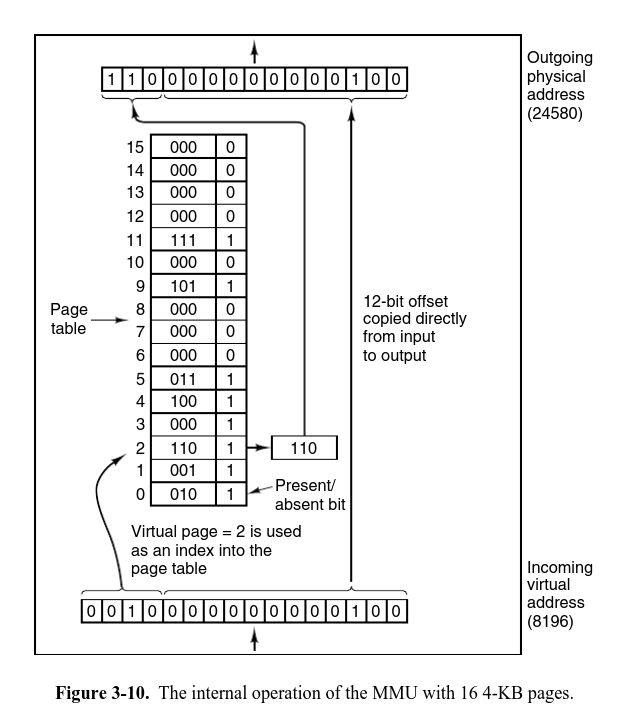 1 1 0 0 0 0 0 0 0 0 0 0 1 0 0
Outgoing
physical
address
(24580)
15 000 0
14 000 0
13 000 0
12 000 0
11 111 1
10 000 0
9 101 1
8 000 0
7 000 0
6 000 0
5 011 1
4 100 1
3 000 1
2 110 1 110
1 001 1
0 010 1
Page
table
12-bit offset
copied directly
from input
to output
Present/
absent bit
Virtual page = 2 is used
as an index into the
page table
0 0 1 0 0 0 0 0 0 0 0 0 0 1 0 0
Incoming
virtual
address
(8196)
Figure 3-10. The internal operation of the MMU with 16 4-KB pages.